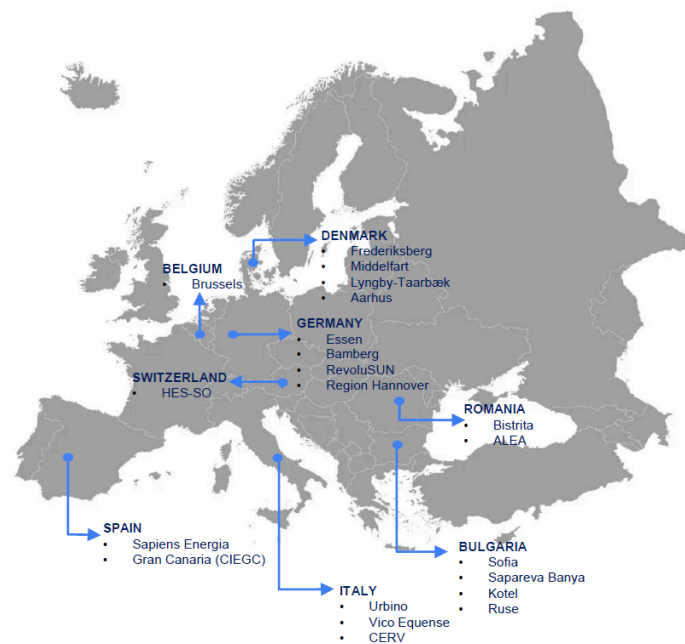 DENMARK
• Frederiksberg
• Middelfart
• Lyngby-Taarbæk
• Aarhus
BELGIUM
• Brussels
GERMANY
• Essen
• Bamberg
• RevoluSUN
• Region Hannover
SWITZERLAND
• HES-SO
ROMANIA
• Bistrita
• ALEA
SPAIN
• Sapiens Energia
• Gran Canaria (CIEGC)
BULGARIA
• Sofia
• Sapareva Banya
• Kotel
• Ruse
ITALY
• Urbino
• Vico Equense
• CERV